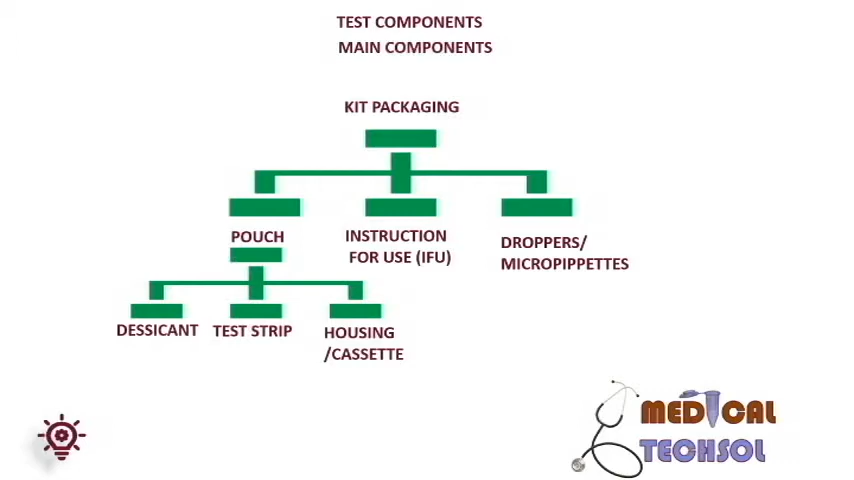 TEST COMPONENTS
MAIN COMPONENTS
KIT PACKAGING
POUCH
INSTRUCTION
FOR USE (IFU)
DROPPERS/
MICROPIPPETTES
DESSICANT
TEST STRIP
HOUSING
/CASSETTE
MEDICAL
TECHSOL